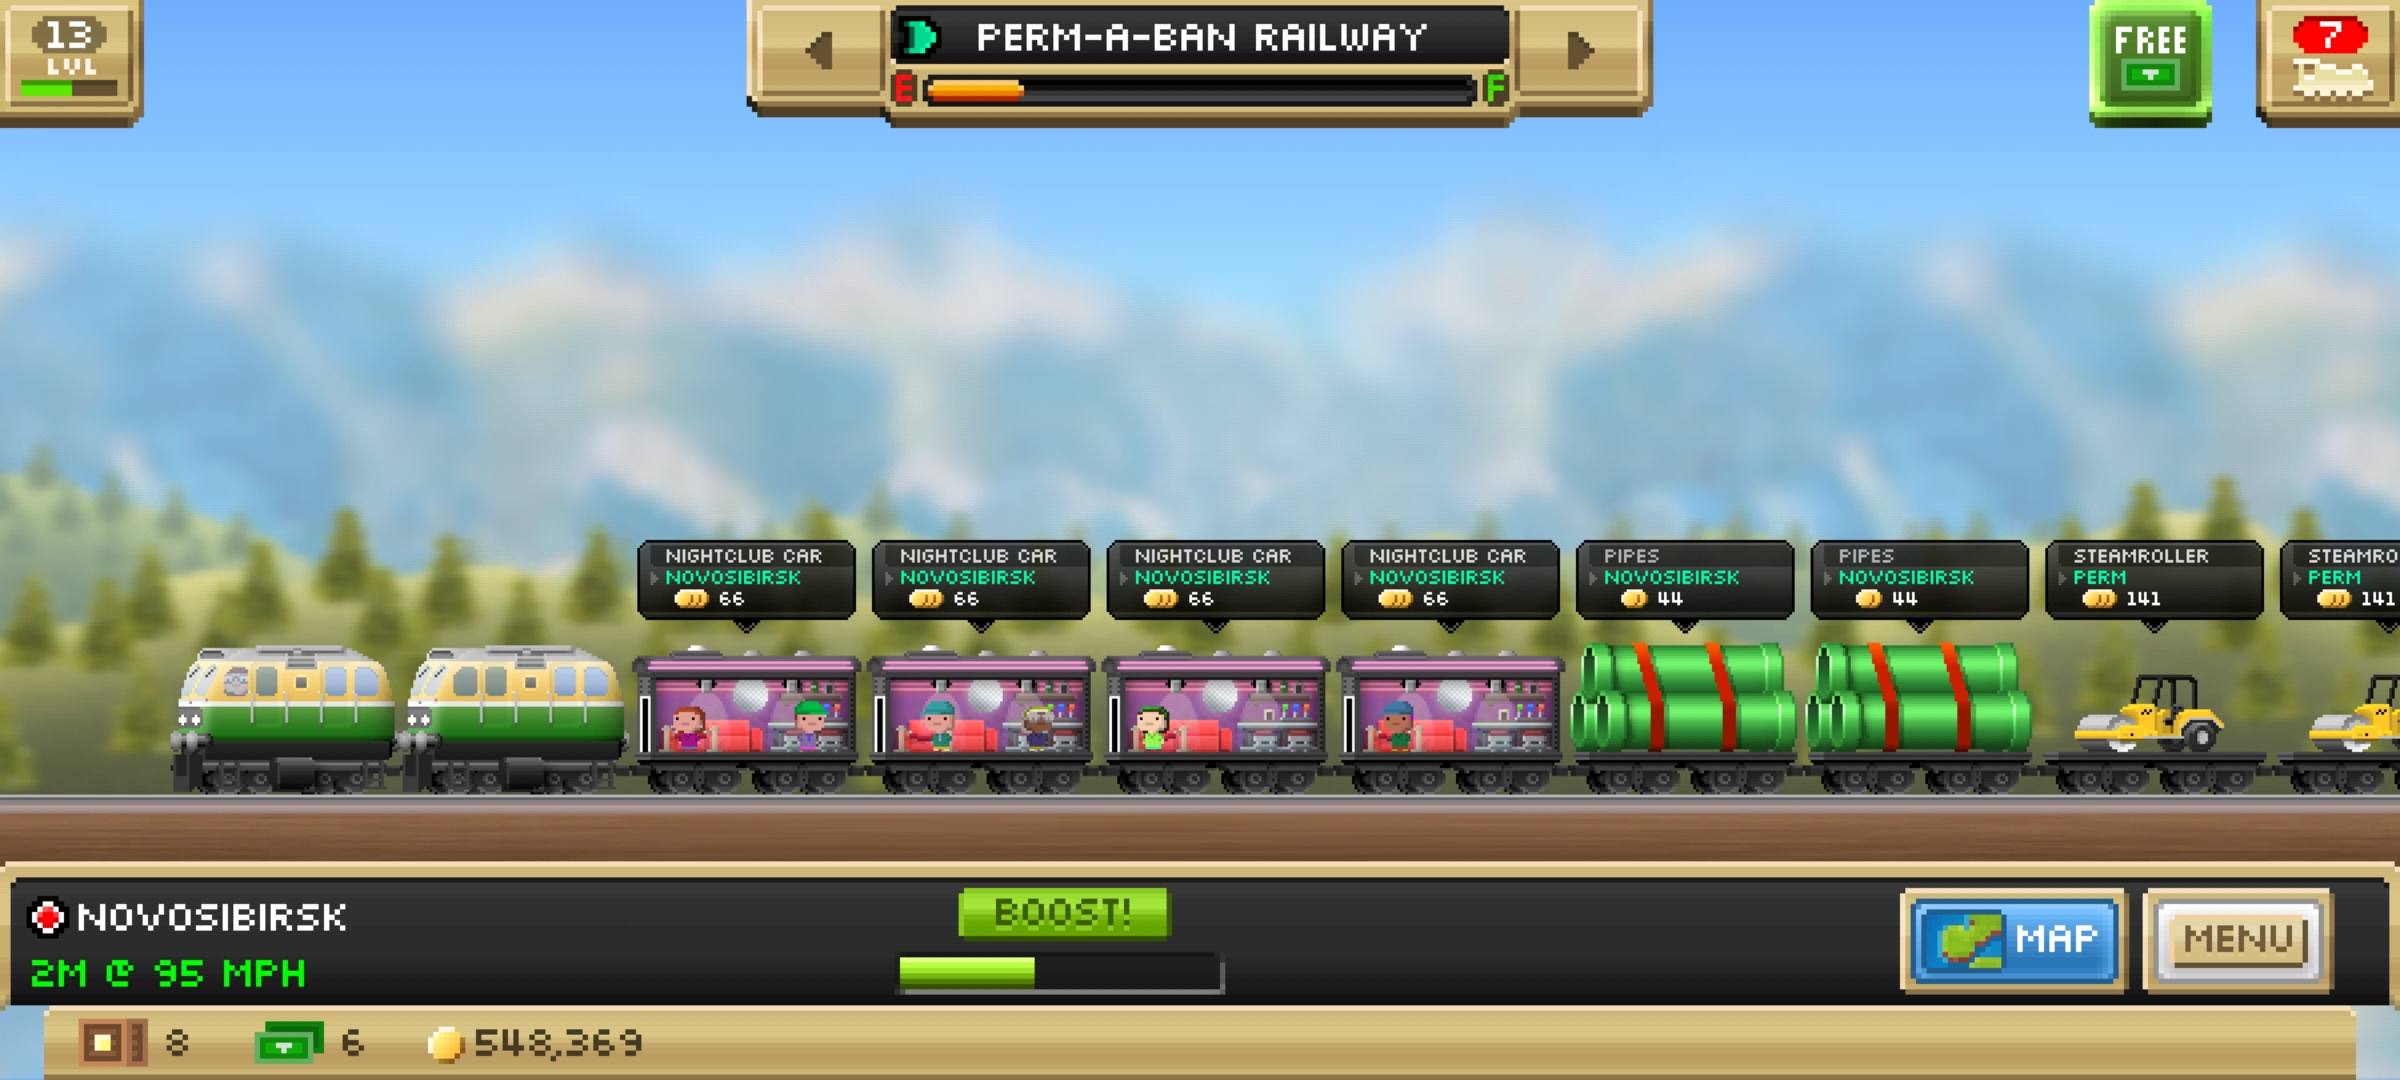 13
LVL
PERM-A-BAN RAILWAY
E
F
FREE
7
NIGHTCLUB CAR
NOVOSIBIRSK
66
NIGHTCLUB CAR
NOVOSIBIRSK
66
NIGHTCLUB CAR
NOVOSIBIRSK
66
NIGHTCLUB CAR
NOVOSIBIRSK
66
PIPES
NOVOSIBIRSK
44
PIPES
NOVOSIBIRSK
44
STEAMROLLER
PERM
141
STEAMRO
PERM
141
NOVOSIBIRSK
2M @ 95 MPH
BOOST!
MAP
MENU
8
6
548,369